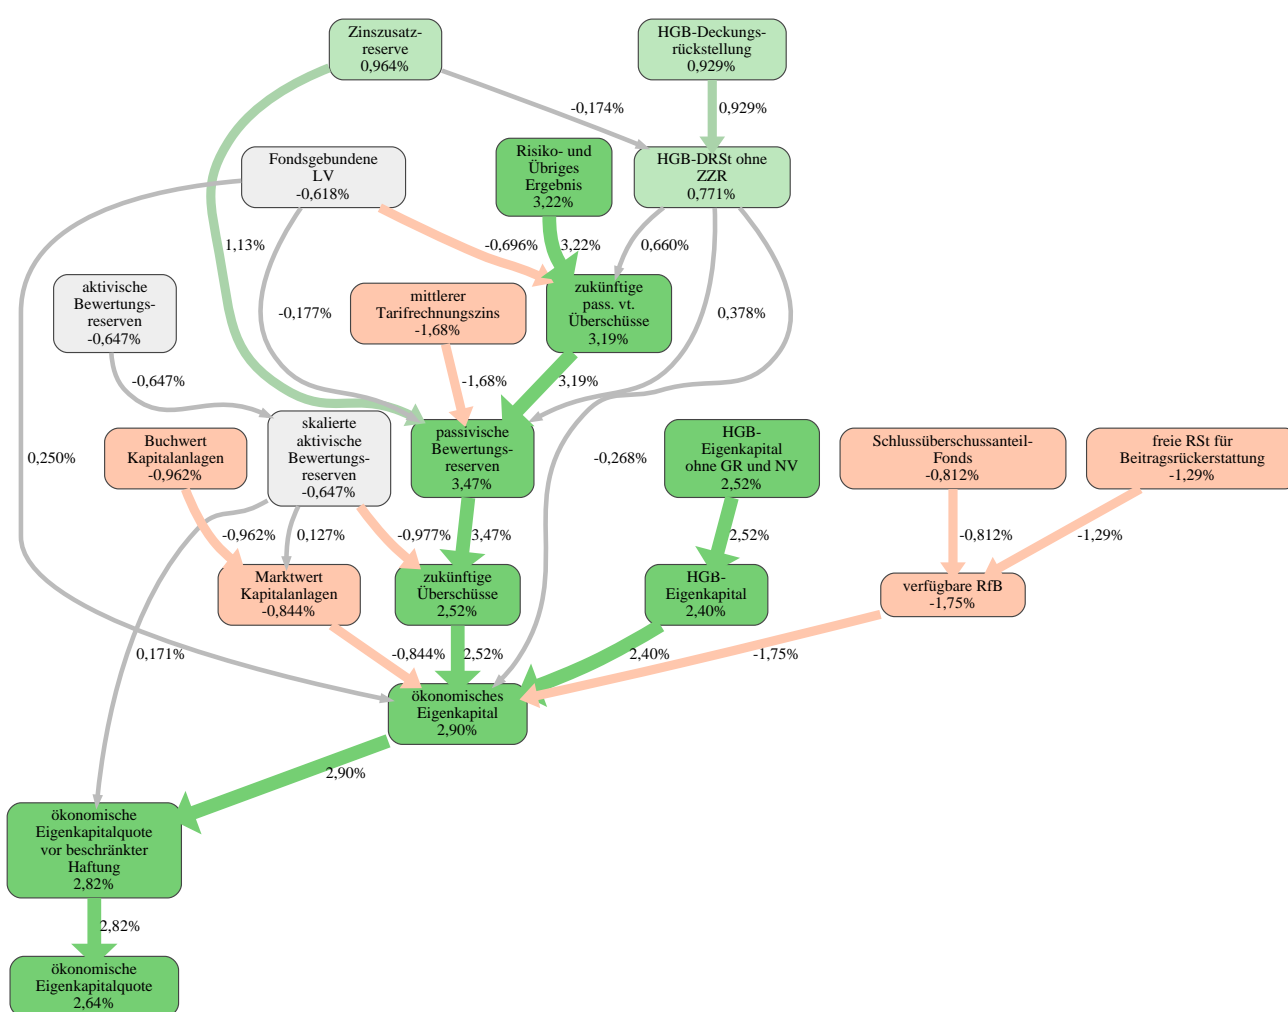 Zinszusatz-
reserve
0,964%
HGB-Deckungs-
rückstellung
0,929%
-0,174%
0,929%
Fondsgebundene
LV
-0,618%
Risiko- und
Übriges
Ergebnis
3,22%
HGB-DRSt ohne
ZZR
0,771%
1,13%
-0,696%
3,22%
0,660%
aktivische
Bewertungs-
reserven
-0,647%
-0,177%
mittlerer
Tarifrechnungszins
-1,68%
zukünftige
pass. vt.
Überschüsse
3,19%
0,378%
-0,647%
-1,68%
3,19%
Buchwert
Kapitalanlagen
-0,962%
skalierte
aktivische
Bewertungs-
reserven
-0,647%
passivische
Bewertungs-
reserven
3,47%
HGB-
Eigenkapital
ohne GR und NV
2,52%
Schlussüberschussanteil-
Fonds
-0,812%
freie RSt für
Beitragsrückerstattung
-1,29%
0,250%
-0,268%
-0,962%
0,127%
-0,977%
3,47%
2,52%
-0,812%
-1,29%
Marktwert
Kapitalanlagen
-0,844%
zukünftige
Überschüsse
2,52%
HGB-
Eigenkapital
2,40%
verfügbare RfB
-1,75%
0,171%
-0,844%
2,52%
2,40%
-1,75%
ökonomisches
Eigenkapital
2,90%
2,90%
ökonomische
Eigenkapitalquote
vor beschränkter
Haftung
2,82%
2,82%
ökonomische
Eigenkapitalquote
2,64%